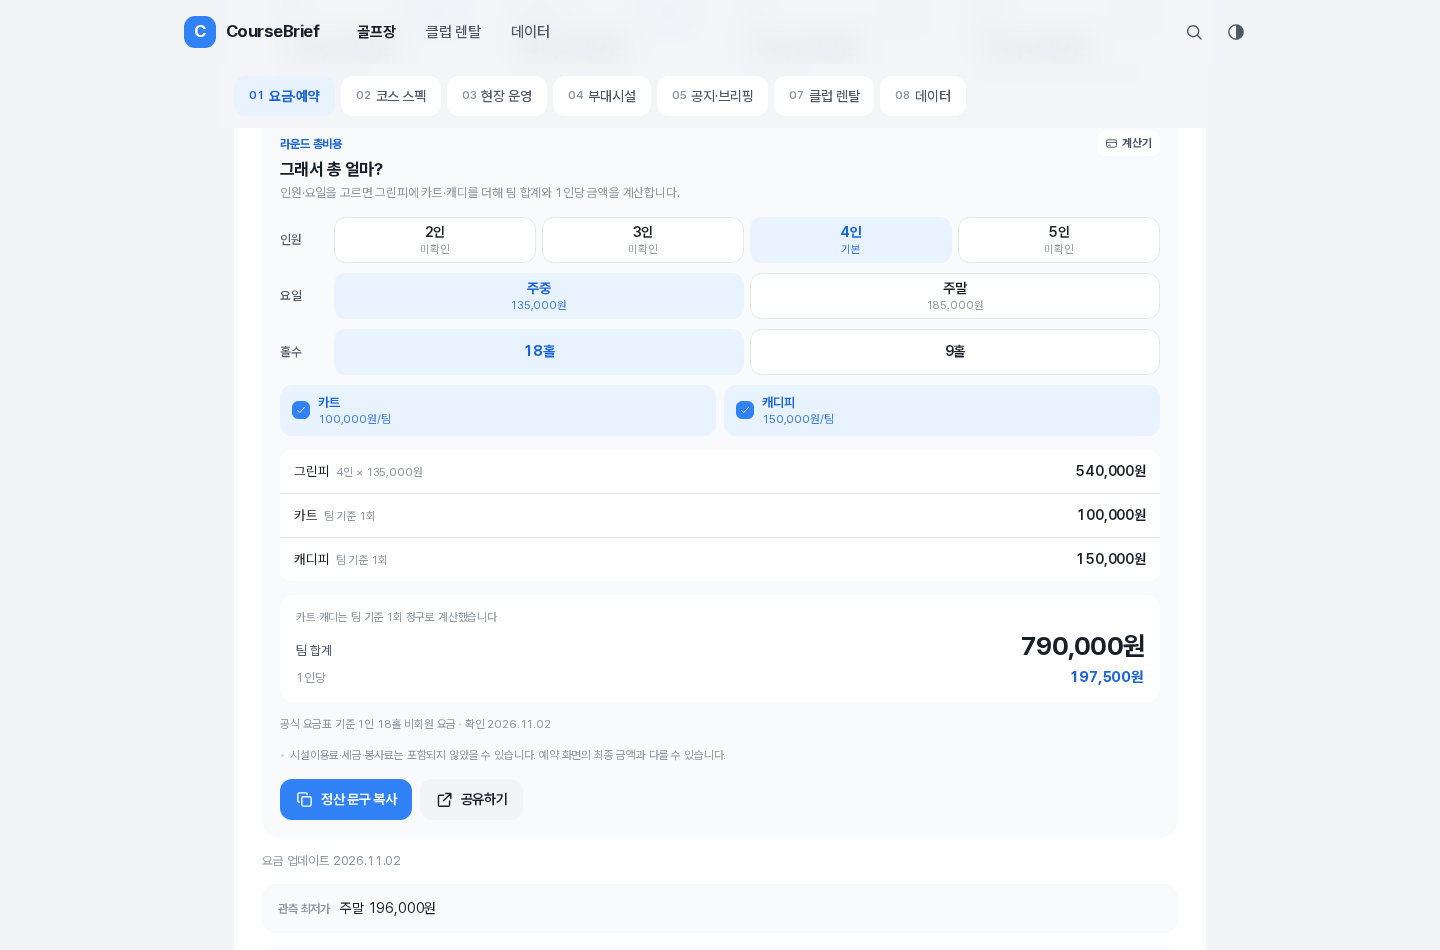 C CourseBrief 골프장 클럽 렌탈 데이터
01 요금·예약 02 코스 스펙 03 현장 운영 04 부대시설 05 공지·브리핑 07 클럽 렌탈 08 데이터
라운드 총비용
계산기
그래서 총 얼마?
인원·요일을 고르면 그린피에 카트·캐디를 더해 팀 합계와 1인당 금액을 계산합니다.
인원 2인 3인 4인 5인
미확인 미확인 기본 미확인
요일 주중 주말
135,000원 185,000원
홀수 18홀 9홀
카트 캐디피
100,000원/팀 150,000원/팀
그린피 4인 × 135,000원 540,000원
카트 팀 기준 1회 100,000원
캐디피 팀 기준 1회 150,000원
카트·캐디는 팀 기준 1회 청구로 계산했습니다
팀 합계 790,000원
1인당 197,500원
공식 요금표 기준 1인 18홀 비회원 요금 · 확인 2026.11.02
• 시설이용료·세금·봉사료는 포함되지 않았을 수 있습니다. 예약 화면의 최종 금액과 다를 수 있습니다.
정산 문구 복사 공유하기
요금 업데이트 2026.11.02
관측 최저가 주말 196,000원